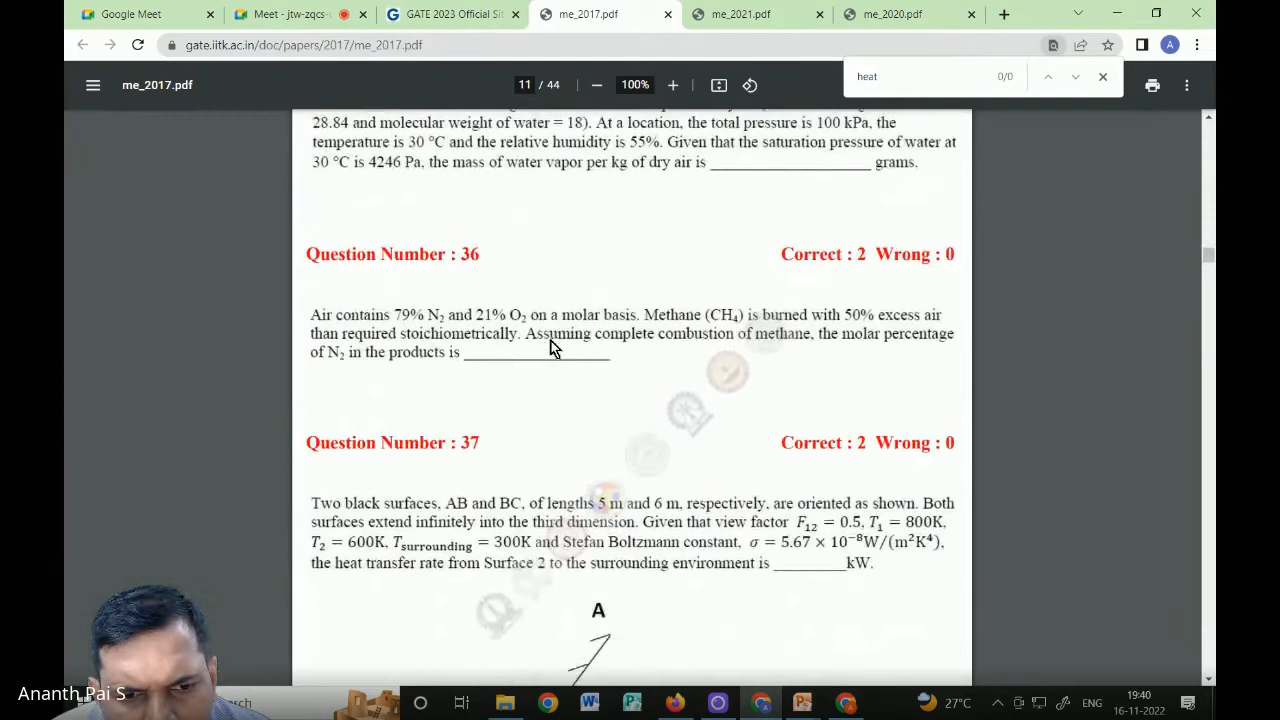 Google Meet
Meet - jtw-zqcs-
GATE 2023 Official Sit
me_2017.pdf
me_2021.pdf
me_2020.pdf
gate.iitk.ac.in/doc/papers/2017/me_2017.pdf
heat 0/0
me_2017.pdf
11 / 44
100%
28.84 and molecular weight of water = 18). At a location, the total pressure is 100 kPa, the
temperature is 30 °C and the relative humidity is 55%. Given that the saturation pressure of water at
30 °C is 4246 Pa, the mass of water vapor per kg of dry air is ____________________ grams.
Question Number : 36 Correct : 2 Wrong : 0
Air contains 79% N₂ and 21% O₂ on a molar basis. Methane (CH₄) is burned with 50% excess air
than required stoichiometrically. Assuming complete combustion of methane, the molar percentage
of N₂ in the products is __________________
Question Number : 37 Correct : 2 Wrong : 0
Two black surfaces, AB and BC, of lengths 5 m and 6 m, respectively, are oriented as shown. Both
surfaces extend infinitely into the third dimension. Given that view factor F₁₂ = 0.5, T₁ = 800K,
T₂ = 600K, Tsurrounding = 300K and Stefan Boltzmann constant, σ = 5.67 × 10⁻⁸W/(m²K⁴),
the heat transfer rate from Surface 2 to the surrounding environment is _________kW.
A
Ananth Pai S
27°C
ENG
19:40
16-11-2022